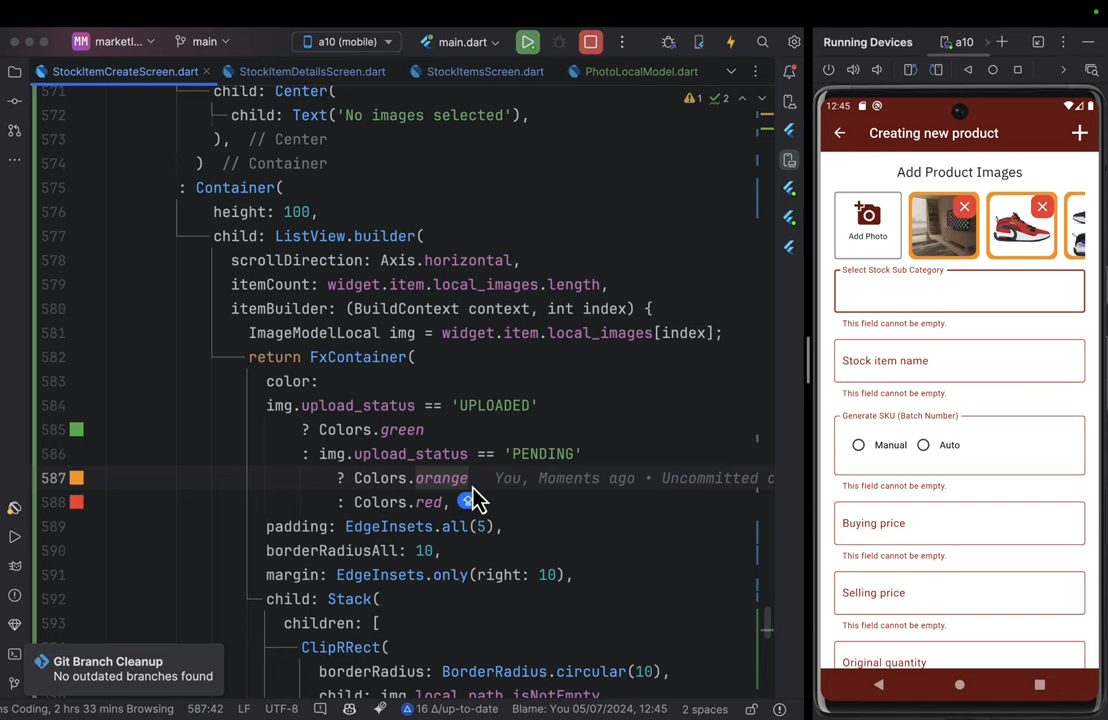 MM marketl...
main
a10 (mobile)
main.dart
Running Devices
a10
StockItemCreateScreen.dart
StockItemDetailsScreen.dart
StockItemsScreen.dart
PhotoLocalModel.dart
571 child: Center(
572 child: Text('No images selected'),
573 ), // Center
574 ) // Container
575 : Container(
576 height: 100,
577 child: ListView.builder(
578 scrollDirection: Axis.horizontal,
579 itemCount: widget.item.local_images.length,
580 itemBuilder: (BuildContext context, int index) {
581 ImageModelLocal img = widget.item.local_images[index];
582 return FxContainer(
583 color:
584 img.upload_status == 'UPLOADED'
585 ? Colors.green
586 : img.upload_status == 'PENDING'
587 ? Colors.orange You, Moments ago • Uncommitted c
588 : Colors.red,
589 padding: EdgeInsets.all(5),
590 borderRadiusAll: 10,
591 margin: EdgeInsets.only(right: 10),
592 child: Stack(
593 children: [
ClipRRect(
borderRadius: BorderRadius.circular(10),
child: img.local_path.isNotEmpty
1
2
Git Branch Cleanup
No outdated branches found
ns Coding, 2 hrs 33 mins Browsing
587:42
LF
UTF-8
16 Δ/up-to-date
Blame: You 05/07/2024, 12:45
2 spaces
12:45
Creating new product
Add Product Images
Add Photo
Select Stock Sub Category
This field cannot be empty.
Stock item name
This field cannot be empty.
Generate SKU (Batch Number)
Manual
Auto
This field cannot be empty.
Buying price
This field cannot be empty.
Selling price
This field cannot be empty.
Original quantity